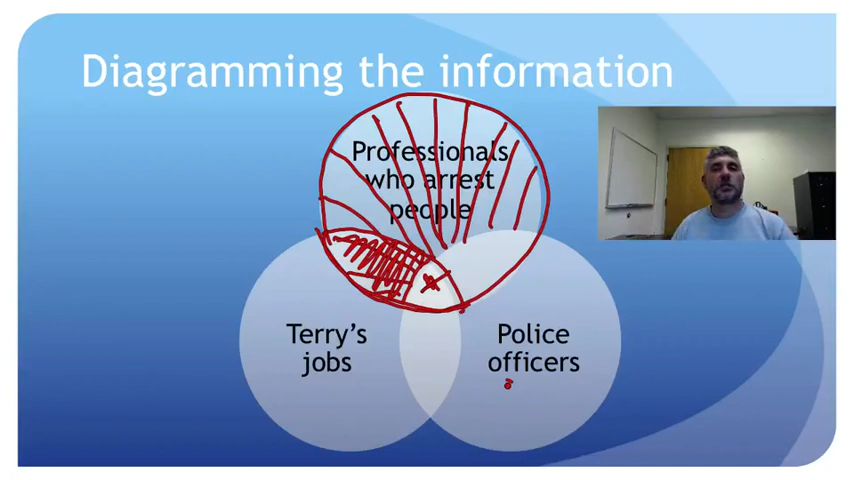 Diagramming the information
Professionals
who arrest
people
Terry's
jobs
Police
officers